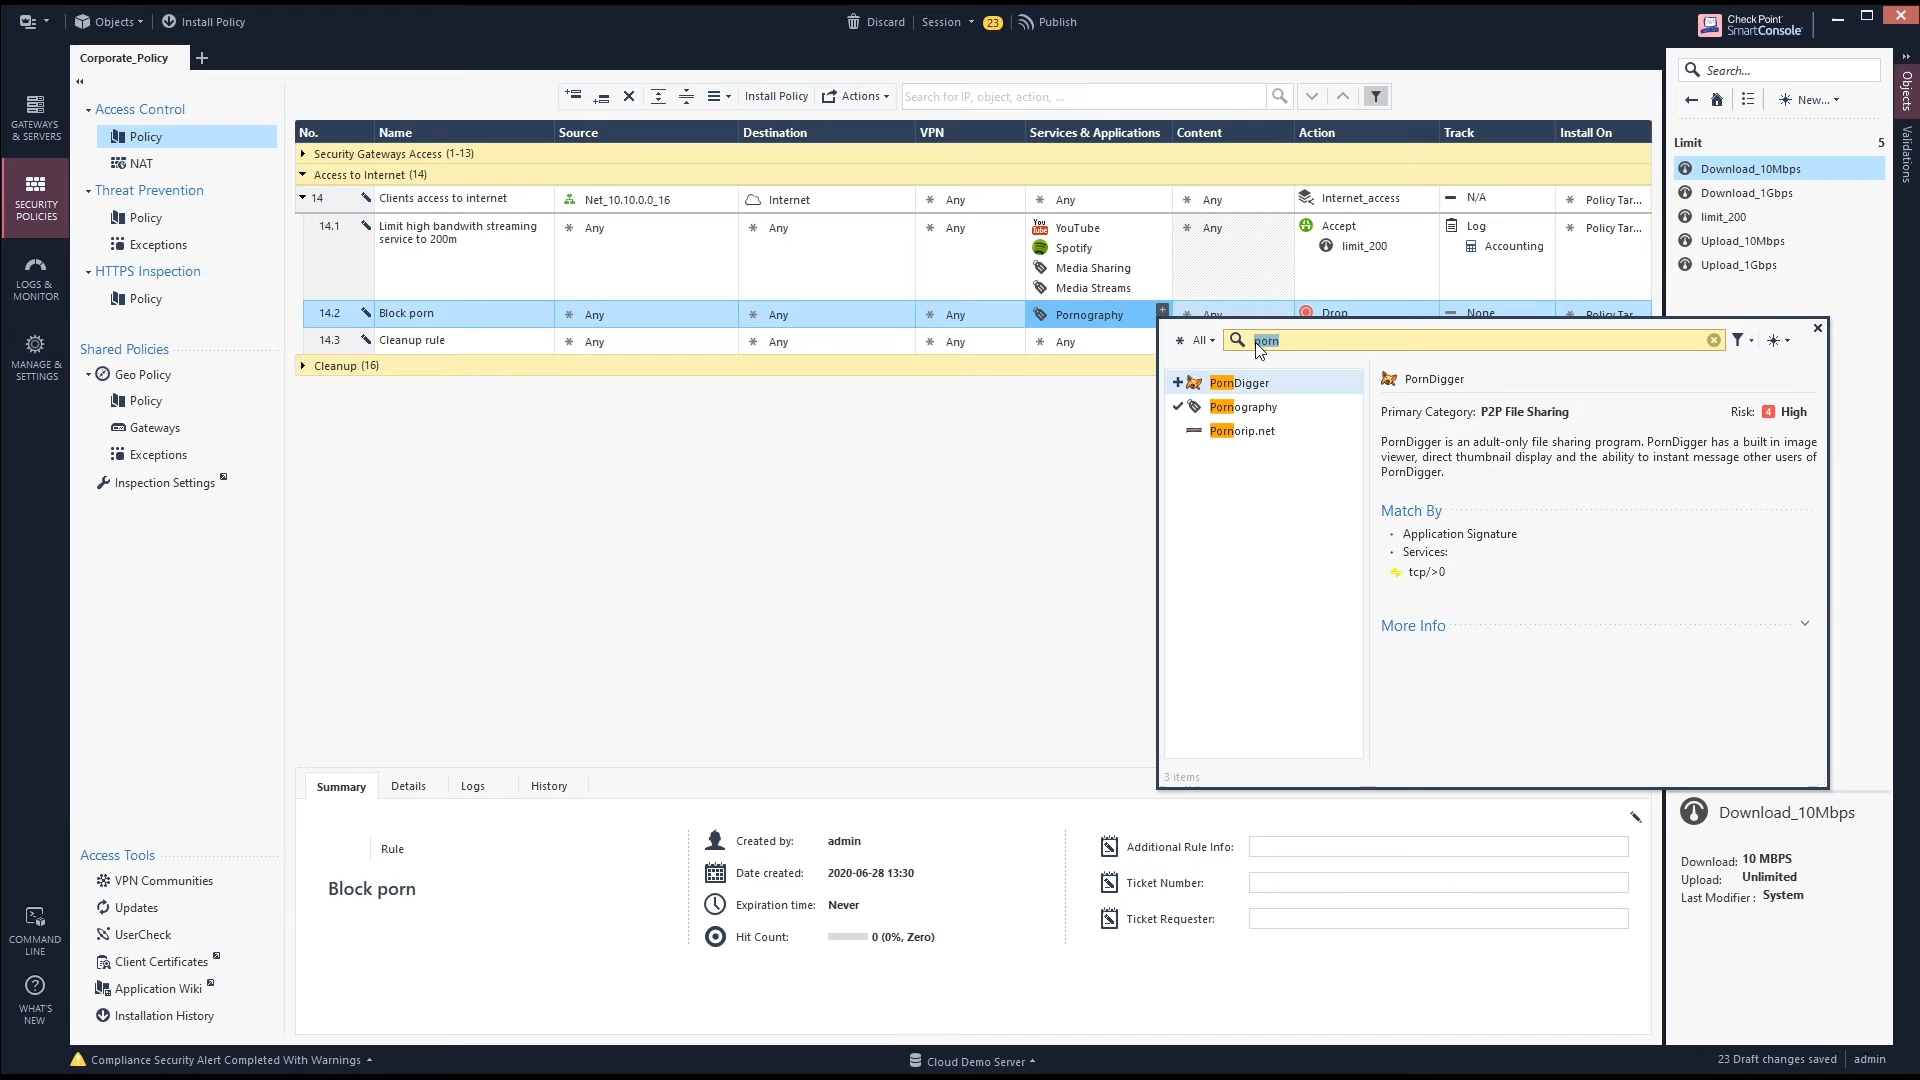 Objects
Install Policy
Discard
Session
23
Publish
Check Point
SmartConsole
Corporate_Policy
GATEWAYS
& SERVERS
SECURITY
POLICIES
LOGS &
MONITOR
MANAGE &
SETTINGS
COMMAND
LINE
WHAT'S
NEW
Access Control
Policy
NAT
Threat Prevention
Policy
Exceptions
HTTPS Inspection
Policy
Shared Policies
Geo Policy
Policy
Gateways
Exceptions
Inspection Settings
Access Tools
VPN Communities
Updates
UserCheck
Client Certificates
Application Wiki
Installation History
Install Policy
Actions
Search for IP, object, action, ...
No. Name Source Destination VPN Services & Applications Content Action Track Install On
Security Gateways Access (1-13)
Access to Internet (14)
14 Clients access to internet Net_10.10.0.0_16 Internet Any Any Any Internet_access N/A Policy Tar...
14.1 Limit high bandwith streaming Any Any Any YouTube Any Accept Log Policy Tar...
service to 200m Spotify limit_200 Accounting
Media Sharing
Media Streams
14.2 Block porn Any Any Any Pornography Any Drop None Policy Tar...
14.3 Cleanup rule Any Any Any Any
Cleanup (16)
All porn
PornDigger
Pornography
Pornorip.net
3 items
PornDigger
Primary Category: P2P File Sharing Risk: 4 High
PornDigger is an adult-only file sharing program. PornDigger has a built in image
viewer, direct thumbnail display and the ability to instant message other users of
PornDigger.
Match By
Application Signature
Services:
tcp/>0
More Info
Summary Details Logs History
Rule
Block porn
Created by: admin
Date created: 2020-06-28 13:30
Expiration time: Never
Hit Count: 0 (0%, Zero)
Additional Rule Info:
Ticket Number:
Ticket Requester:
Search...
New...
Limit 5
Download_10Mbps
Download_1Gbps
limit_200
Upload_10Mbps
Upload_1Gbps
Objects
Validations
Download_10Mbps
Download: 10 MBPS
Upload: Unlimited
Last Modifier : System
Compliance Security Alert Completed With Warnings
Cloud Demo Server
23 Draft changes saved
admin